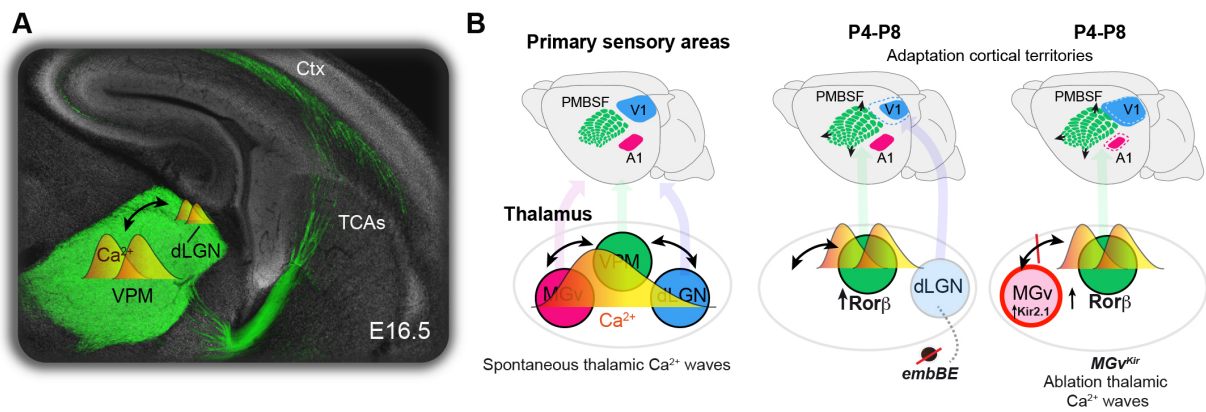 A
Ctx
TCAs
Ca²⁺
dLGN
VPM
E16.5
B
Primary sensory areas
PMBSF
V1
A1
Thalamus
VPM
MGv
dLGN
Ca²⁺
Spontaneous thalamic Ca²⁺ waves
P4-P8
P4-P8
Adaptation cortical territories
PMBSF
V1
A1
↑Rorβ
dLGN
embBE
PMBSF
V1
A1
MGv
↑Kir2.1
↑ Rorβ
MGvᴷⁱʳ
Ablation thalamic
Ca²⁺ waves